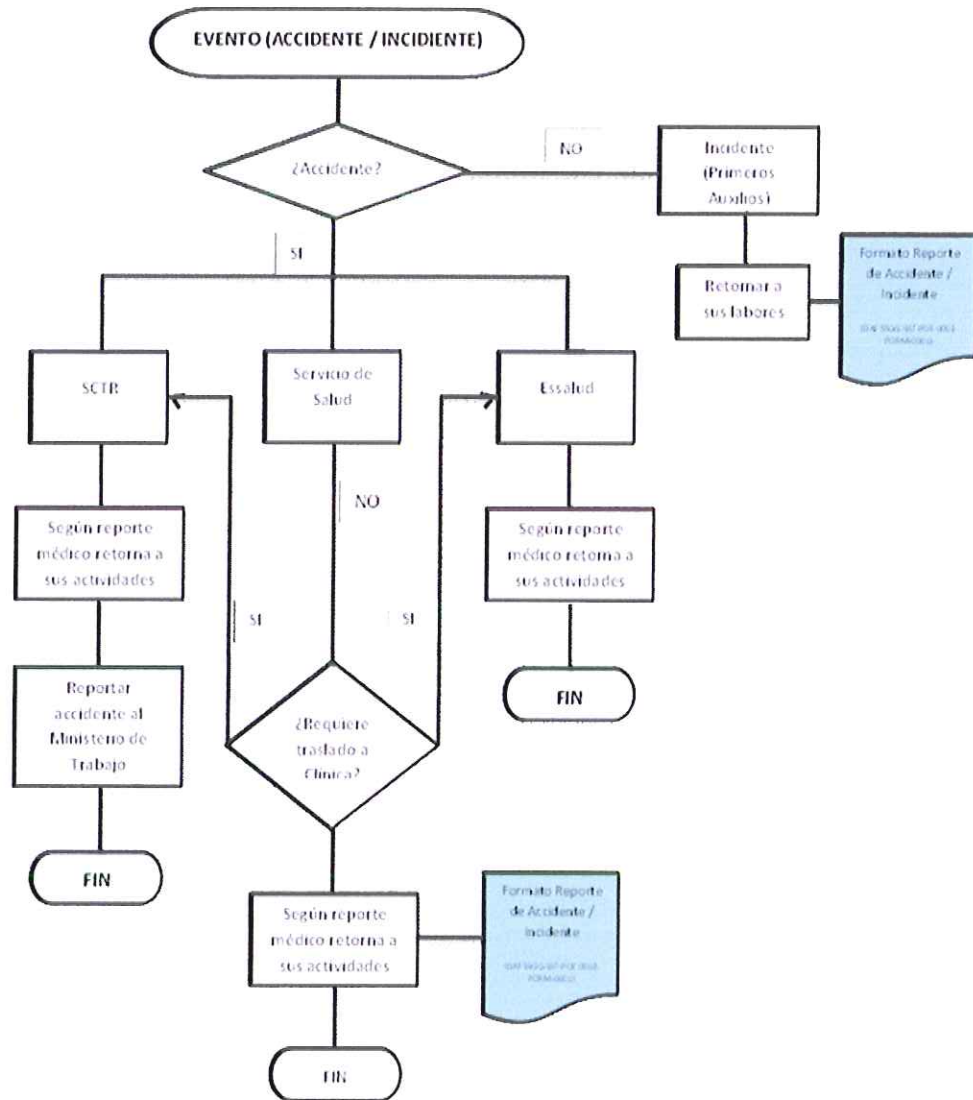 EVENTO (ACCIDENTE / INCIDIENTE)
¿Accidente?
NO
Incidente
(Primeros
Auxilios)
SI
Retornar a
sus labores
Formato Reporte
de Accidente /
Incidente
SCTR
Servicio de
Salud
Essalud
NO
Según reporte
médico retorna a
sus actividades
Según reporte
médico retorna a
sus actividades
SI
SI
Reportar
accidente al
Ministerio de
Trabajo
¿Requiere
traslado a
Clínica?
FIN
FIN
Según reporte
médico retorna a
sus actividades
Formato Reporte
de Accidente /
Incidente
FIN